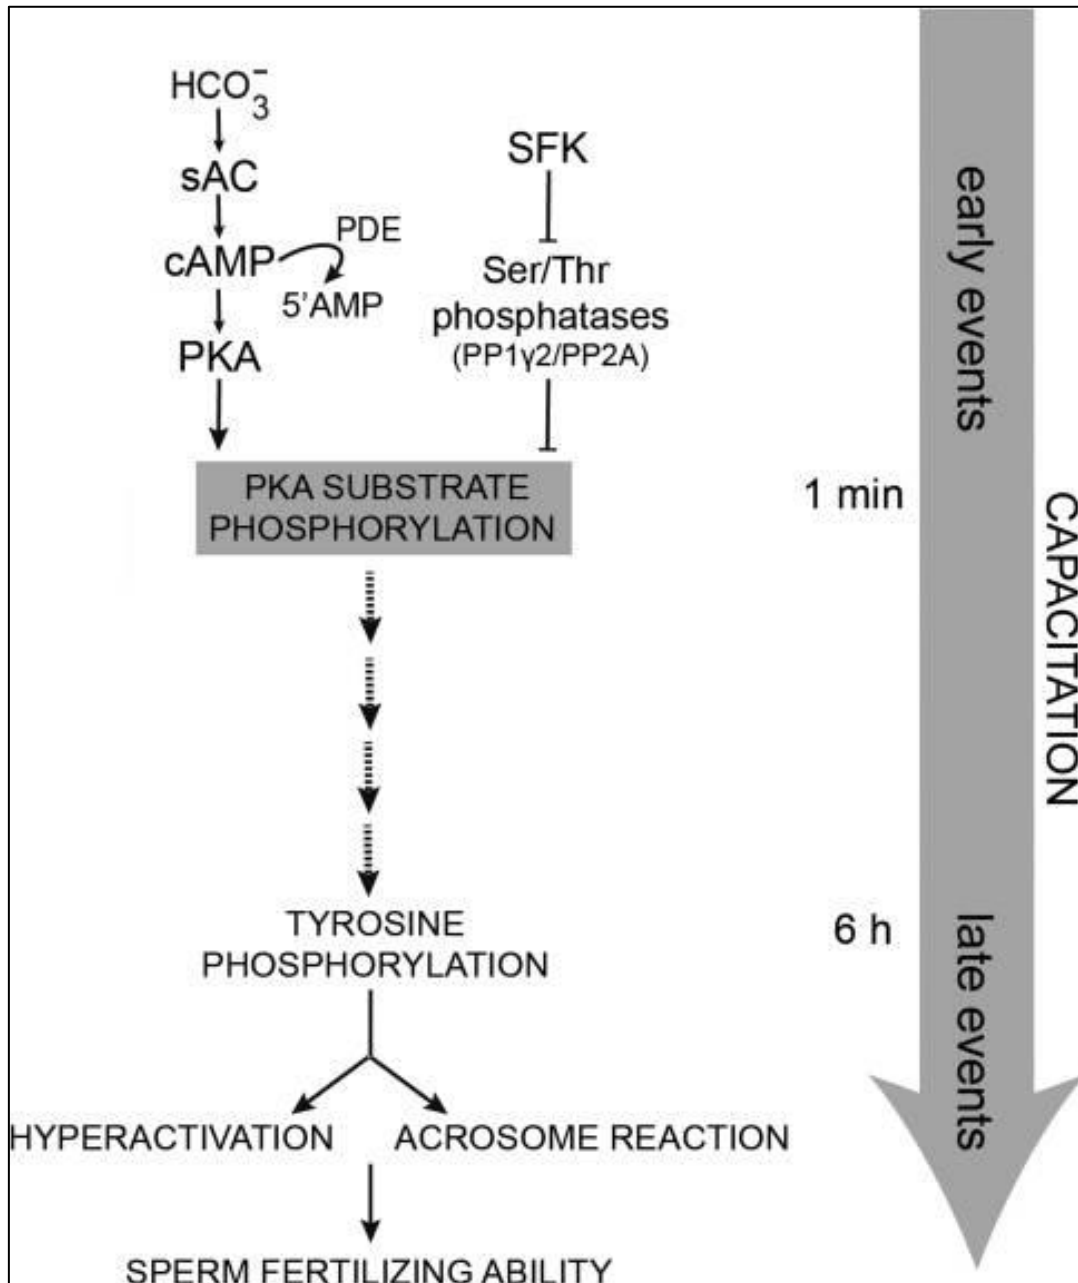 HCO3−
sAC
cAMP
PDE
5’AMP
PKA
SFK
Ser/Thr
phosphatases
(PP1γ2/PP2A)
PKA SUBSTRATE
PHOSPHORYLATION
TYROSINE
PHOSPHORYLATION
HYPERACTIVATION
ACROSOME REACTION
SPERM FERTILIZING ABILITY
1 min
6 h
early events
late events
CAPACITATION